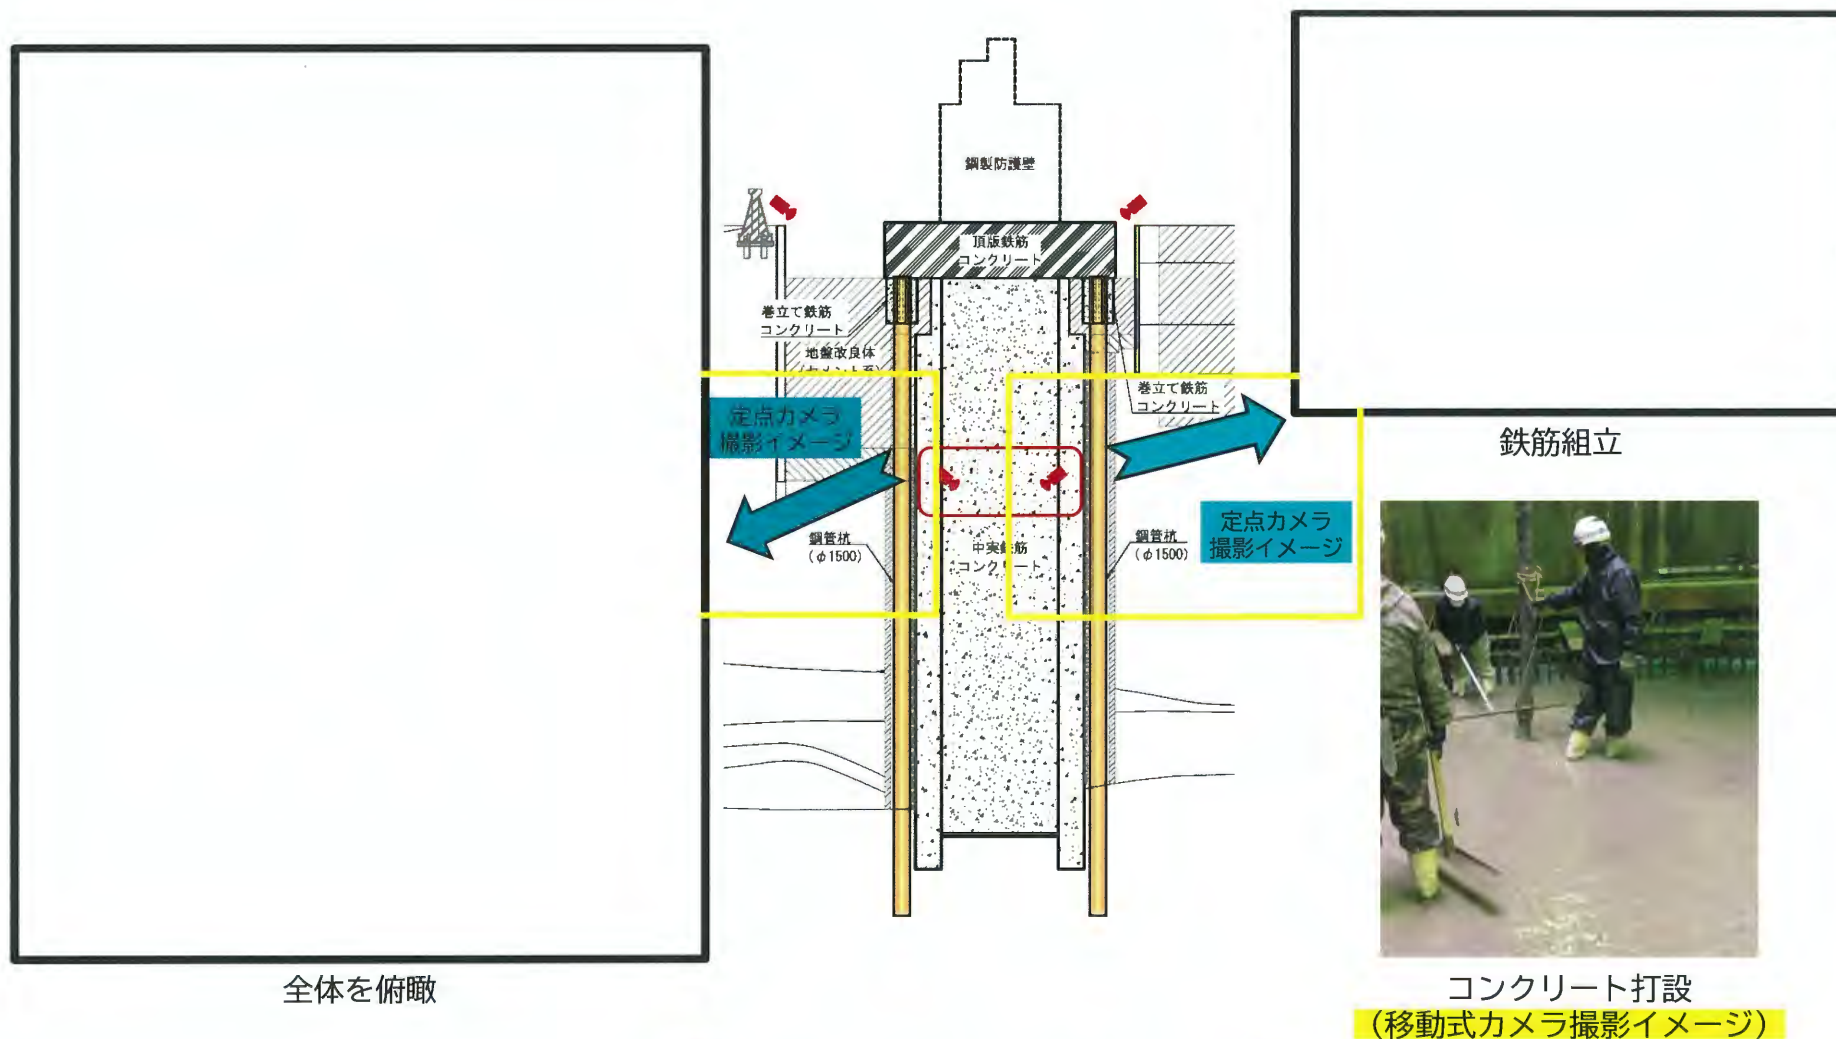 鋼製防護壁
頂版鉄筋
コンクリート
巻立て鉄筋
コンクリート
地盤改良体
(セメント系)
定点カメラ
撮影イメージ
巻立て鉄筋
コンクリート
鉄筋組立
鋼管杭
(φ1500)
中実鉄筋
コンクリート
鋼管杭
(φ1500)
定点カメラ
撮影イメージ
全体を俯瞰
コンクリート打設
(移動式カメラ撮影イメージ)